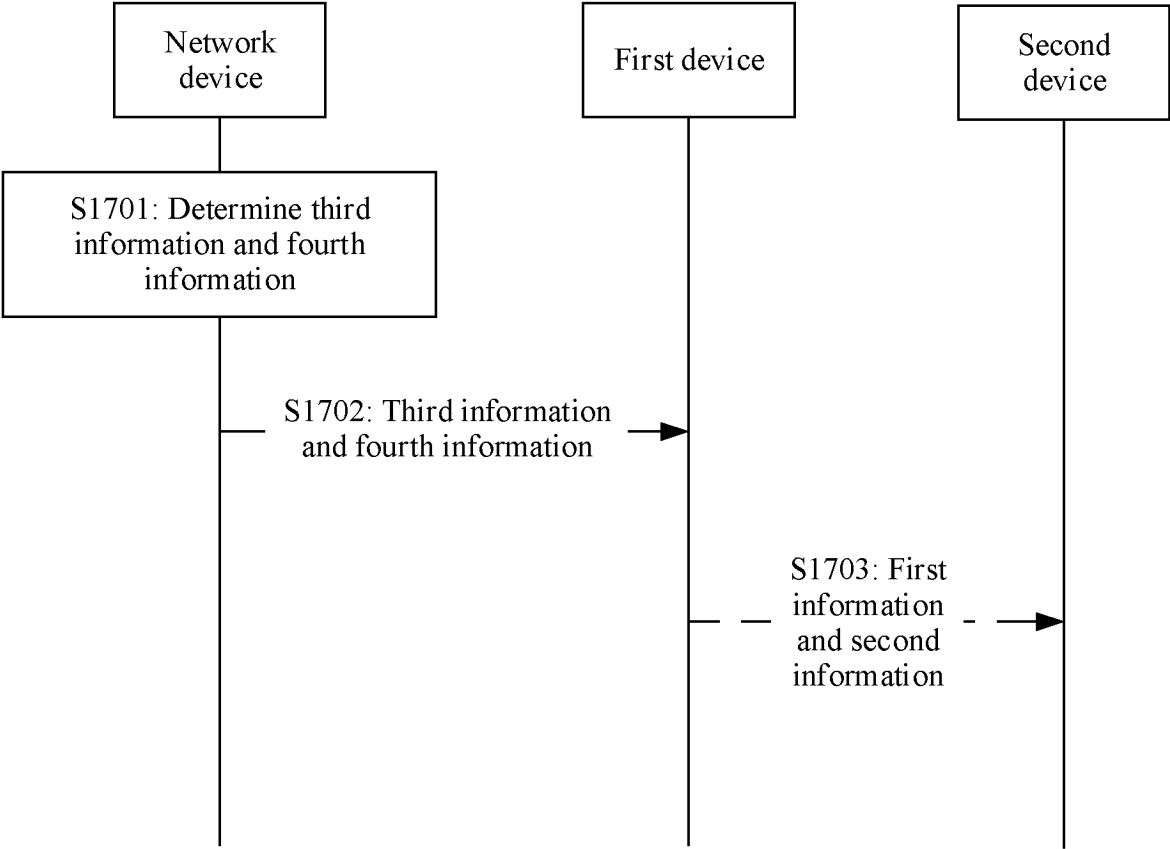 Network
device
First device
Second
device
S1701: Determine third
information and fourth
information
S1702: Third information
and fourth information
S1703: First
information
and second
information